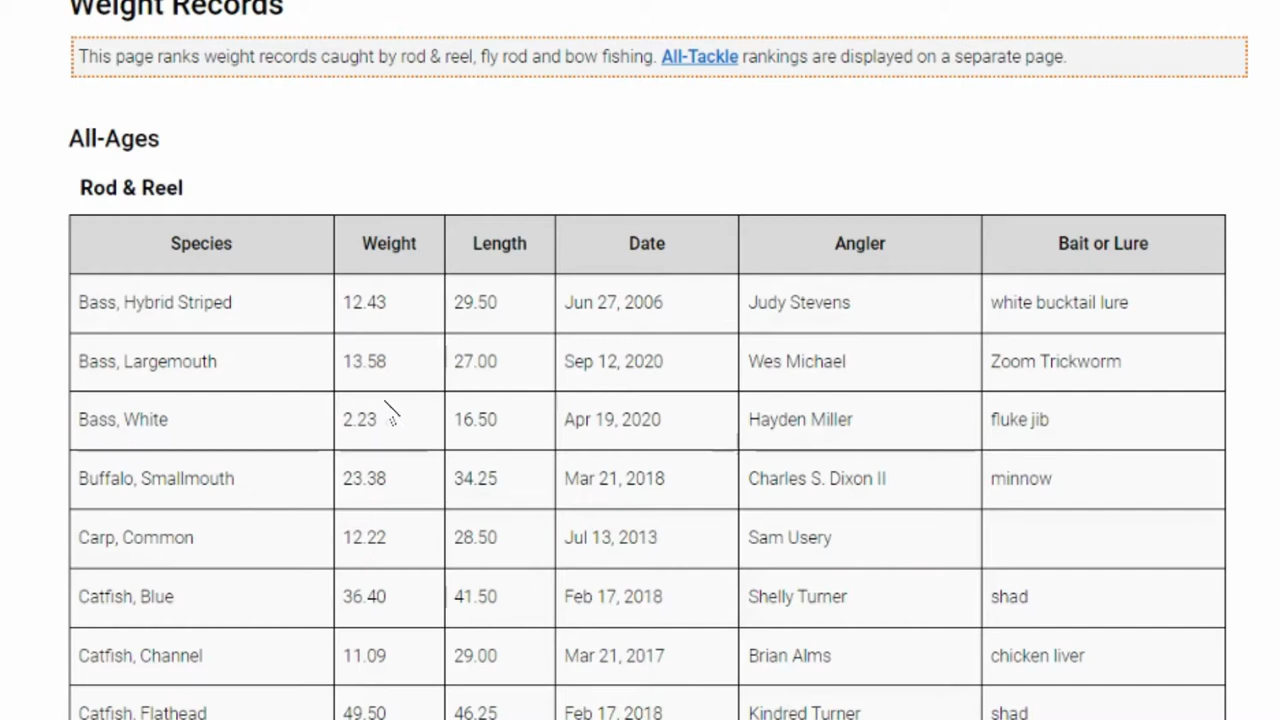 Weight Records
This page ranks weight records caught by rod & reel, fly rod and bow fishing. All-Tackle rankings are displayed on a separate page.
All-Ages
Rod & Reel
Species Weight Length Date Angler Bait or Lure
Bass, Hybrid Striped 12.43 29.50 Jun 27, 2006 Judy Stevens white bucktail lure
Bass, Largemouth 13.58 27.00 Sep 12, 2020 Wes Michael Zoom Trickworm
Bass, White 2.23 16.50 Apr 19, 2020 Hayden Miller fluke jib
Buffalo, Smallmouth 23.38 34.25 Mar 21, 2018 Charles S. Dixon II minnow
Carp, Common 12.22 28.50 Jul 13, 2013 Sam Usery
Catfish, Blue 36.40 41.50 Feb 17, 2018 Shelly Turner shad
Catfish, Channel 11.09 29.00 Mar 21, 2017 Brian Alms chicken liver
Catfish, Flathead 49.50 46.25 Feb 17, 2018 Kindred Turner shad